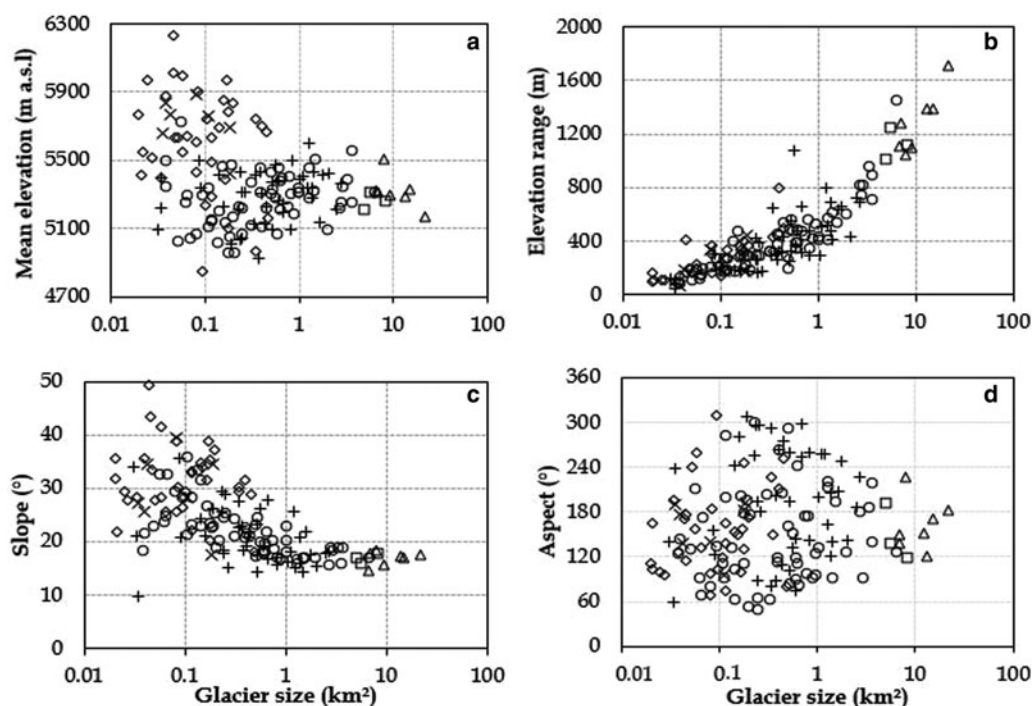 a
Mean elevation (m a.s.l)
6300
5900
5500
5100
4700
0.01 0.1 1 10 100
b
Elevation range (m)
2000
1600
1200
800
400
0
0.01 0.1 1 10 100
c
Slope (°)
50
40
30
20
10
0
0.01 0.1 1 10 100
Glacier size (km²)
d
Aspect (°)
360
300
240
180
120
60
0
0.01 0.1 1 10 100
Glacier size (km²)